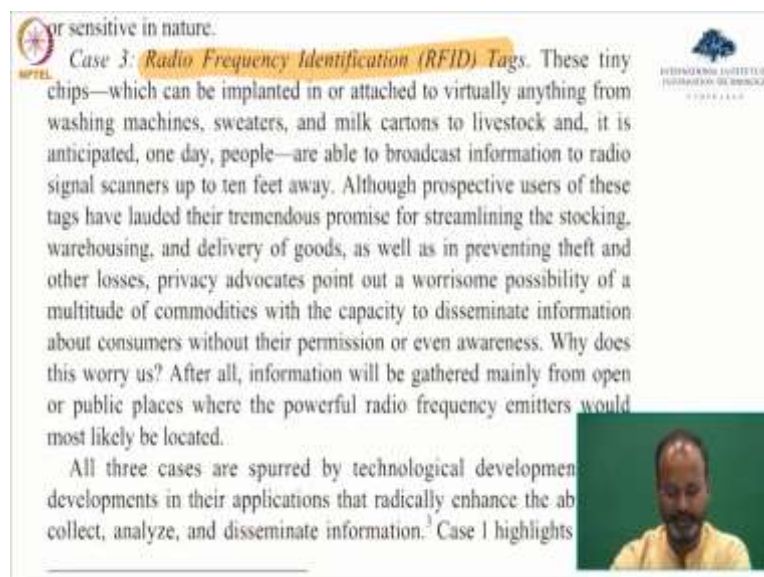 or sensitive in nature.
NPTEL
Case 3: Radio Frequency Identification (RFID) Tags. These tiny
chips—which can be implanted in or attached to virtually anything from
washing machines, sweaters, and milk cartons to livestock and, it is
anticipated, one day, people—are able to broadcast information to radio
signal scanners up to ten feet away. Although prospective users of these
tags have lauded their tremendous promise for streamlining the stocking,
warehousing, and delivery of goods, as well as in preventing theft and
other losses, privacy advocates point out a worrisome possibility of a
multitude of commodities with the capacity to disseminate information
about consumers without their permission or even awareness. Why does
this worry us? After all, information will be gathered mainly from open
or public places where the powerful radio frequency emitters would
most likely be located.
All three cases are spurred by technological developmen
developments in their applications that radically enhance the ab
collect, analyze, and disseminate information.3 Case 1 highlights
INTERNATIONAL INSTITUTE OF
INFORMATION TECHNOLOGY
HYDERABAD